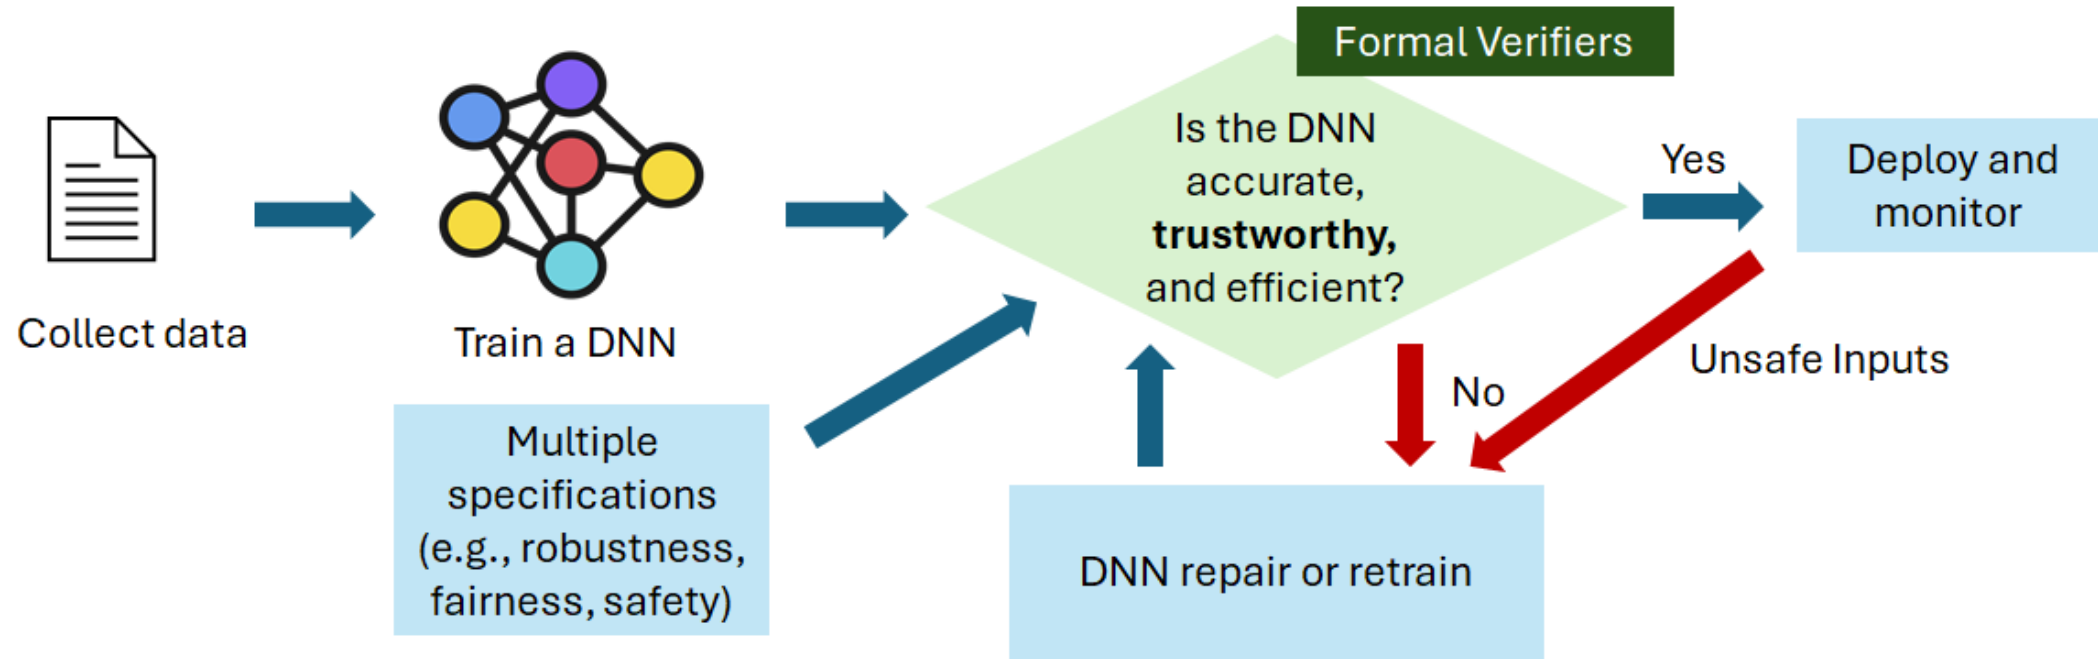 Formal Verifiers
Is the DNN
accurate,
trustworthy,
and efficient?
Yes
Deploy and
monitor
Collect data
Train a DNN
Multiple
specifications
(e.g., robustness,
fairness, safety)
No
Unsafe Inputs
DNN repair or retrain